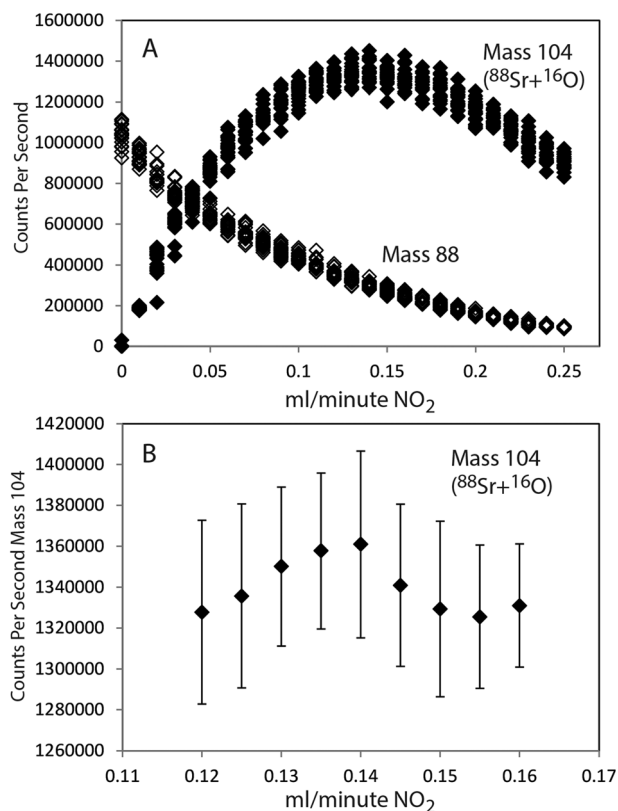 A
Mass 104
(⁸⁸Sr+¹⁶O)
Mass 88
Counts Per Second
1600000
1400000
1200000
1000000
800000
600000
400000
200000
0
0
0.05
0.1
0.15
0.2
0.25
ml/minute NO₂
B
Mass 104
(⁸⁸Sr+¹⁶O)
Counts Per Second Mass 104
1420000
1400000
1380000
1360000
1340000
1320000
1300000
1280000
1260000
0.11
0.12
0.13
0.14
0.15
0.16
0.17
ml/minute NO₂